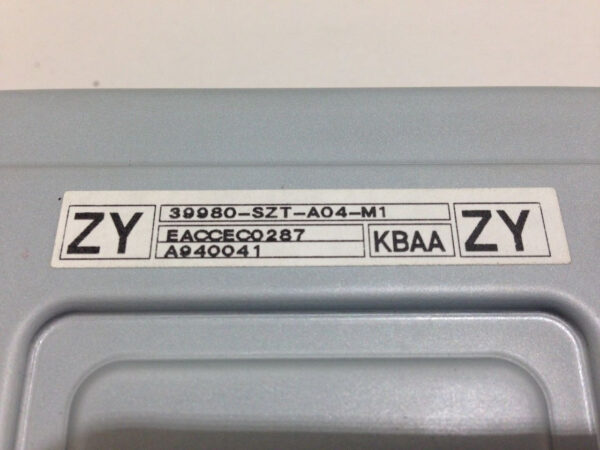 ZY
39980-SZT-A04-M1
EACCEC0287
A940041
KBAA
ZY